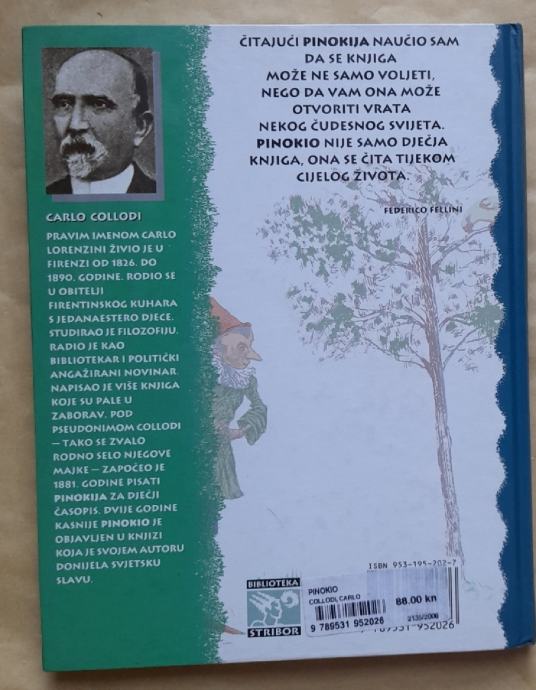 ČITAJUĆI PINOKIJA NAUČIO SAM
DA SE KNJIGA
MOŽE NE SAMO VOLJETI,
NEGO DA VAM ONA MOŽE
OTVORITI VRATA
NEKOG ČUDESNOG SVIJETA.
PINOKIO NIJE SAMO DJEČJA
KNJIGA, ONA SE ČITA TIJEKOM
CIJELOG ŽIVOTA.
FEDERICO FELLINI
CARLO COLLODI
PRAVIM IMENOM CARLO
LORENZINI ŽIVIO JE U
FIRENZI OD 1826. DO
1890. GODINE. RODIO SE
U OBITELJI
FIRENTINSKOG KUHARA
S JEDANAESTERO DJECE.
STUDIRAO JE FILOZOFIJU.
RADIO JE KAO
BIBLIOTEKAR I POLITIČKI
ANGAŽIRANI NOVINAR.
NAPISAO JE VIŠE KNJIGA
KOJE SU PALE U
ZABORAV. POD
PSEUDONIMOM COLLODI
– TAKO SE ZVALO
RODNO SELO NJEGOVE
MAJKE – ZAPOČEO JE
1881. GODINE PISATI
PINOKIJA ZA DJEČJI
ČASOPIS. DVIJE GODINE
KASNIJE PINOKIO JE
OBJAVLJEN U KNJIZI
KOJA JE SVOJEM AUTORU
DONIJELA SVJETSKU
SLAVU.
ISBN 953-195-202-7
BIBLIOTEKA
STRIBOR
PINOKIO
COLLODI, CARLO
88.00 kn
9 789531 952026
2135/2006
789531 952026